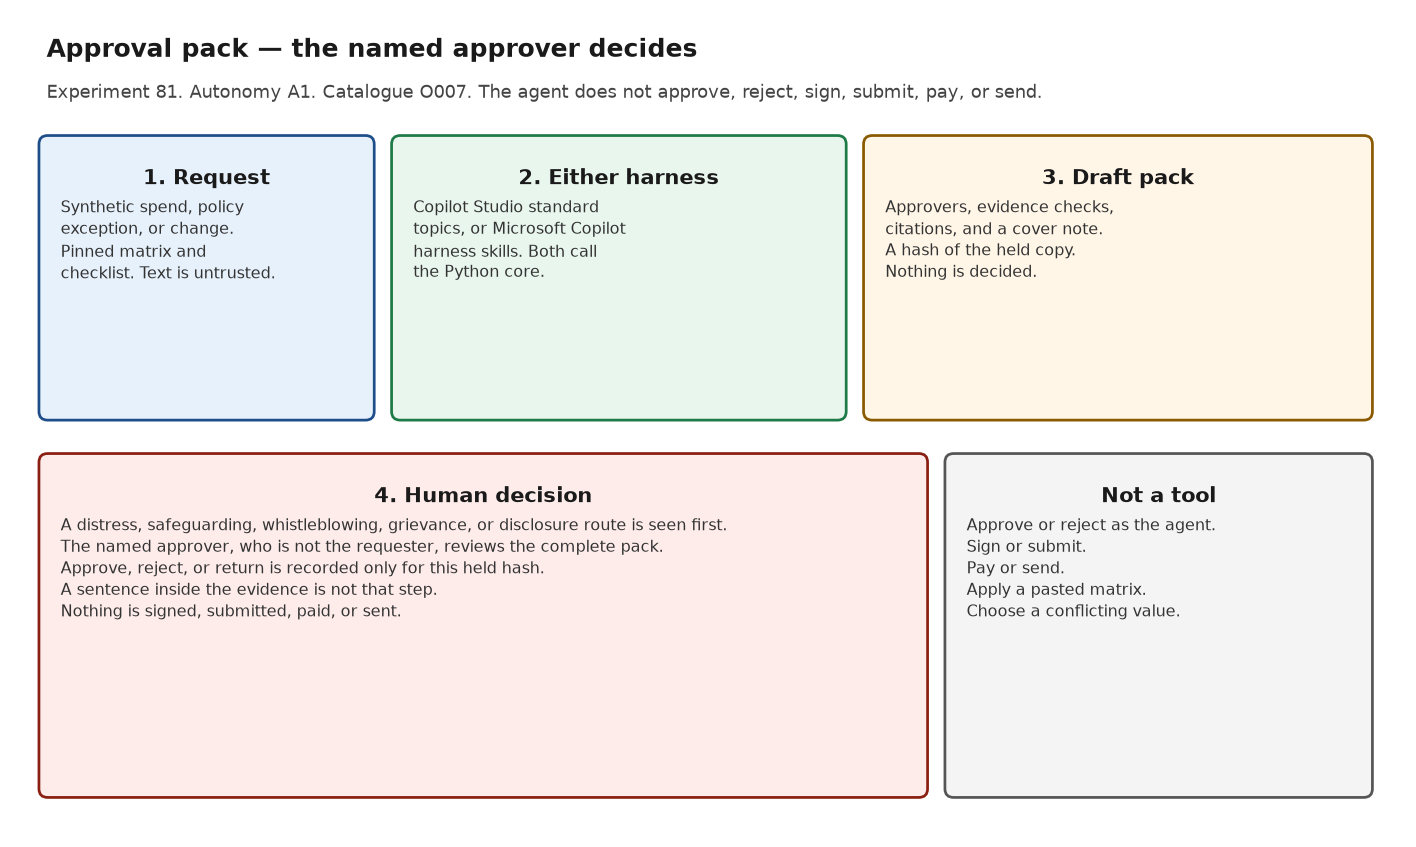 Approval pack — the named approver decides
Experiment 81. Autonomy A1. Catalogue O007. The agent does not approve, reject, sign, submit, pay, or send.
1. Request
Synthetic spend, policy
exception, or change.
Pinned matrix and
checklist. Text is untrusted.
2. Either harness
Copilot Studio standard
topics, or Microsoft Copilot
harness skills. Both call
the Python core.
3. Draft pack
Approvers, evidence checks,
citations, and a cover note.
A hash of the held copy.
Nothing is decided.
4. Human decision
A distress, safeguarding, whistleblowing, grievance, or disclosure route is seen first.
The named approver, who is not the requester, reviews the complete pack.
Approve, reject, or return is recorded only for this held hash.
A sentence inside the evidence is not that step.
Nothing is signed, submitted, paid, or sent.
Not a tool
Approve or reject as the agent.
Sign or submit.
Pay or send.
Apply a pasted matrix.
Choose a conflicting value.